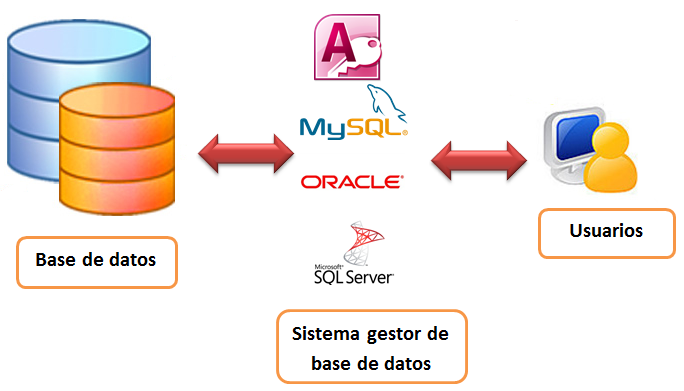 A
MySQL®
ORACLE®
Microsoft®
SQL Server®
Base de datos
Usuarios
Sistema gestor de
base de datos